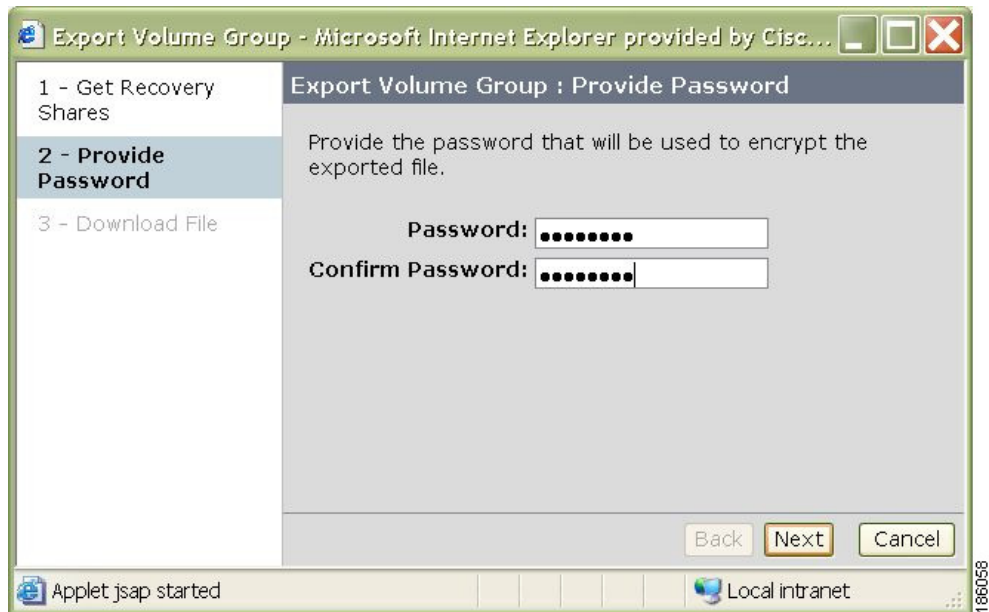 Export Volume Group - Microsoft Internet Explorer provided by Cisc...
1 - Get Recovery
Shares
2 - Provide
Password
3 - Download File
Export Volume Group : Provide Password
Provide the password that will be used to encrypt the
exported file.
Password: ••••••••
Confirm Password: ••••••••
Back Next Cancel
Applet jsap started
Local intranet
186058